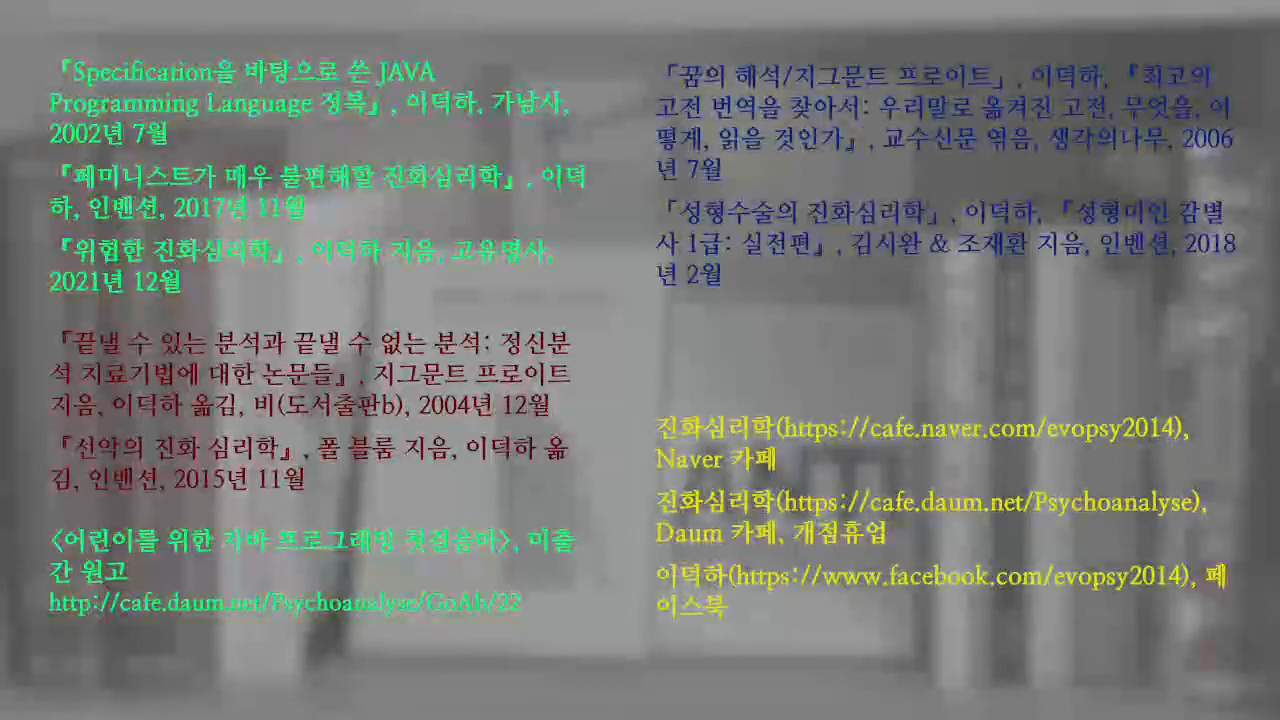 『Specification을 바탕으로 쓴 JAVA
Programming Language 정복』, 이덕하, 가남사,
2002년 7월
『페미니스트가 매우 불편해할 진화심리학』, 이덕
하, 인벤션, 2017년 11월
『위험한 진화심리학』, 이덕하 지음, 고유명사,
2021년 12월
『끝낼 수 있는 분석과 끝낼 수 없는 분석: 정신분
석 치료기법에 대한 논문들』, 지그문트 프로이트
지음, 이덕하 옮김, 비(도서출판b), 2004년 12월
『선악의 진화 심리학』, 폴 블룸 지음, 이덕하 옮
김, 인벤션, 2015년 11월
<어린이를 위한 자바 프로그래밍 첫걸음마>, 미출
간 원고
http://cafe.daum.net/Psychoanalyse/GoAh/22
「꿈의 해석/지그문트 프로이트」, 이덕하, 『최고의
고전 번역을 찾아서: 우리말로 옮겨진 고전, 무엇을, 어
떻게, 읽을 것인가』, 교수신문 엮음, 생각의나무, 2006
년 7월
「성형수술의 진화심리학」, 이덕하, 『성형미인 감별
사 1급: 실전편』, 김시완 & 조재환 지음, 인벤션, 2018
년 2월
진화심리학(https://cafe.naver.com/evopsy2014),
Naver 카페
진화심리학(https://cafe.daum.net/Psychoanalyse),
Daum 카페, 개점휴업
이덕하(https://www.facebook.com/evopsy2014), 페
이스북